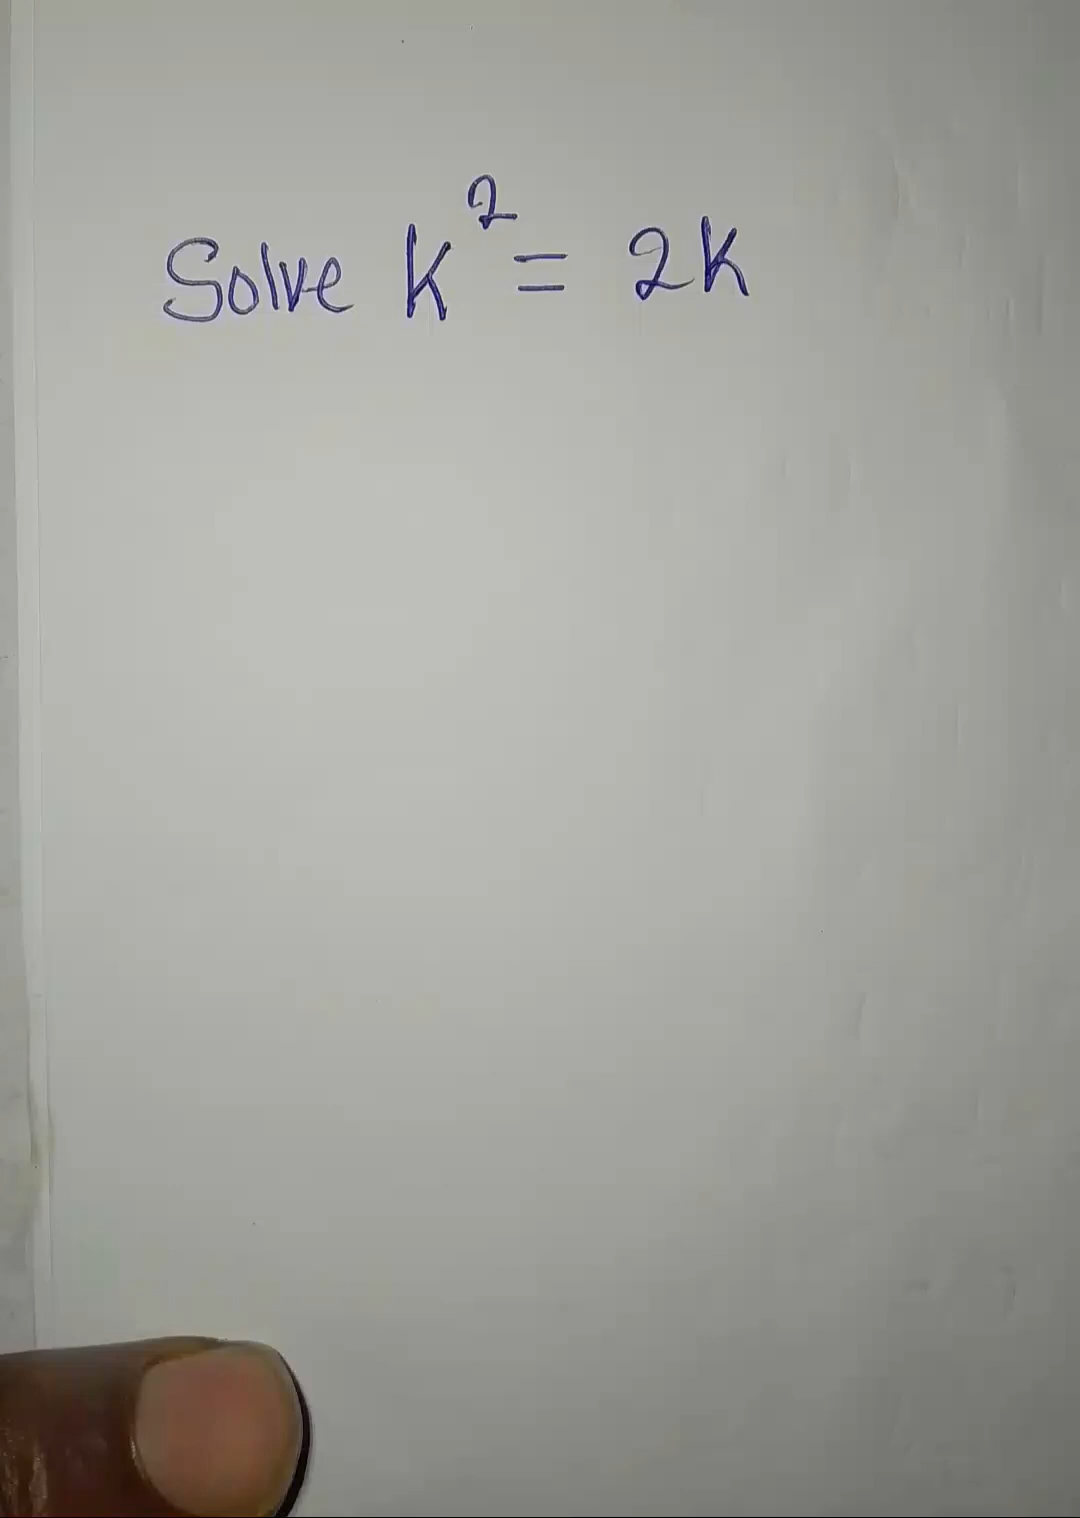 Solve k² = 2k